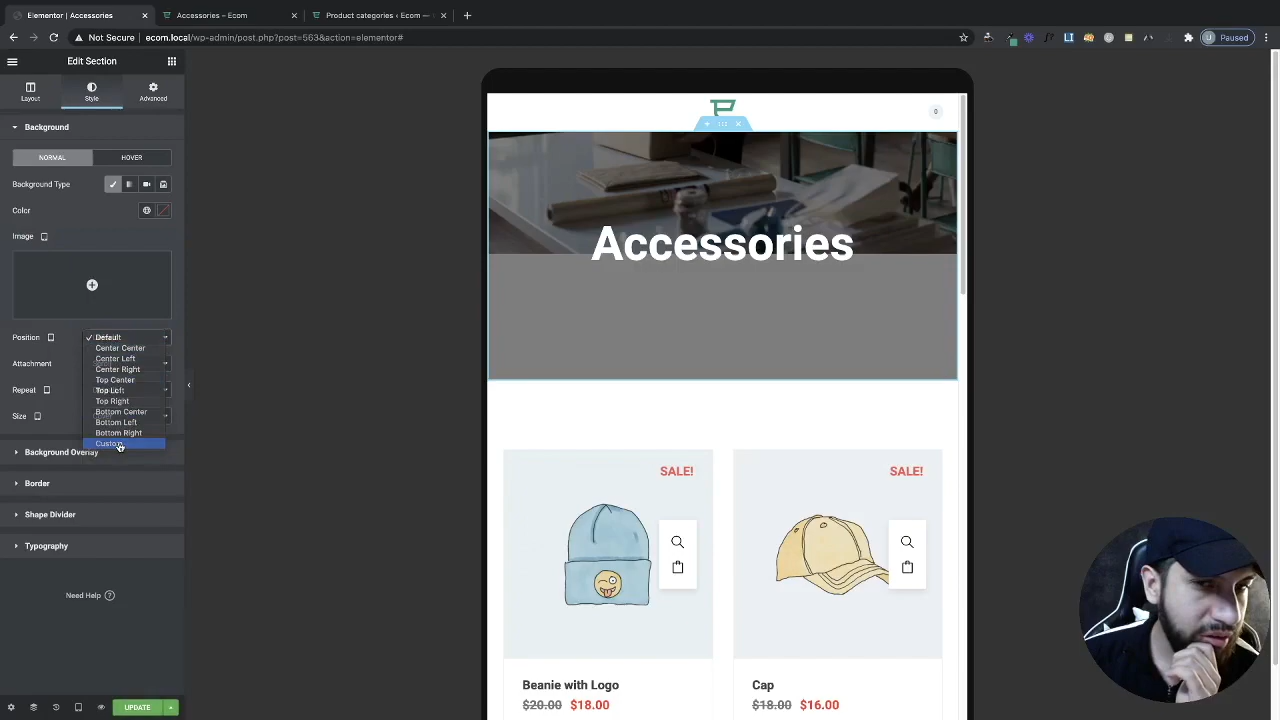 Elementor | Accessories
Accessories – Ecom
Product categories ‹ Ecom —
Not Secure
ecom.local/wp-admin/post.php?post=563&action=elementor#
Paused
Edit Section
Layout
Style
Advanced
Background
NORMAL
HOVER
Background Type
Color
Image
Position
Default
Center Center
Center Left
Attachment
Center Right
Top Center
Repeat
Top Left
Top Right
Bottom Center
Size
Bottom Left
Bottom Right
Custom
Background Overlay
Border
Shape Divider
Typography
Need Help
UPDATE
0
Accessories
SALE!
SALE!
Beanie with Logo
$20.00 $18.00
Cap
$18.00 $16.00